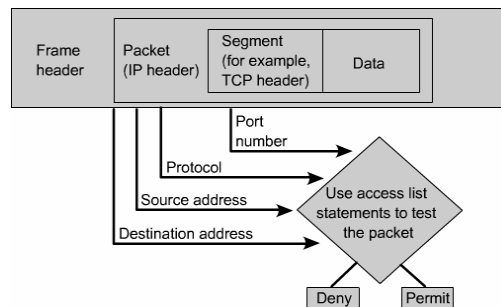 Frame
header
Packet
(IP header)
Segment
(for example,
TCP header)
Data
Port
number
Protocol
Source address
Destination address
Use access list
statements to test
the packet
Deny
Permit